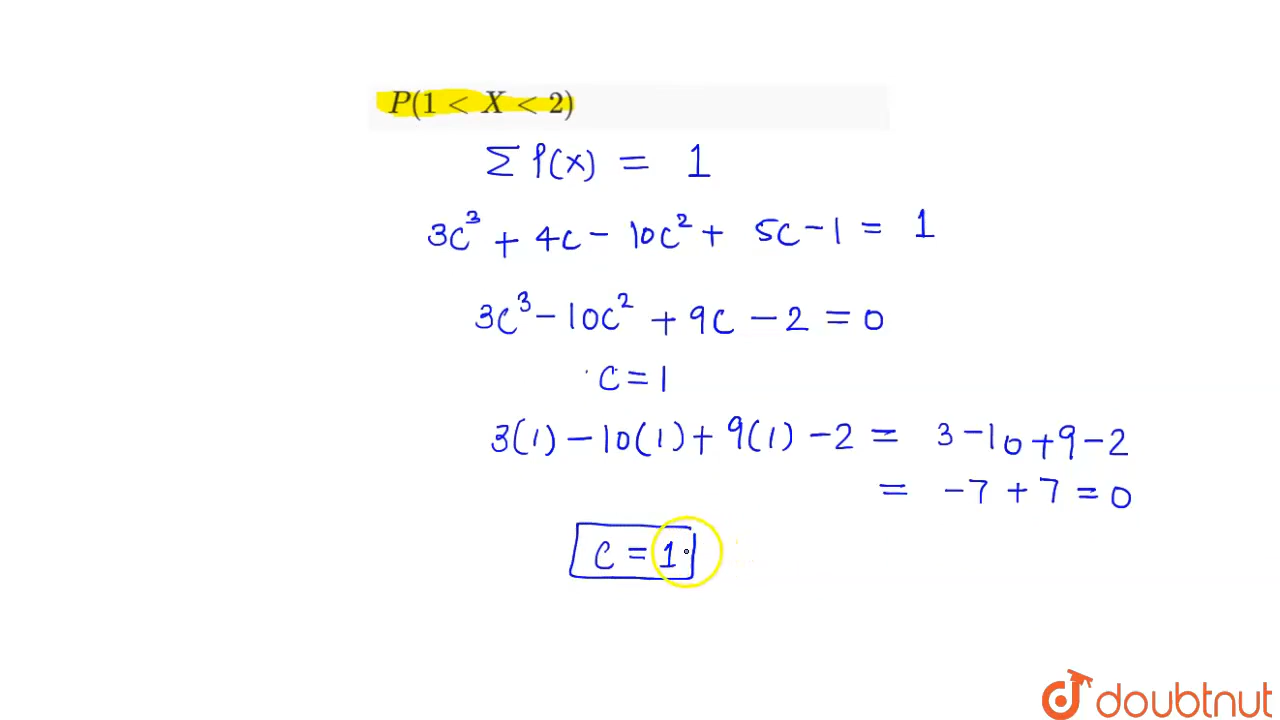 P(1 < X < 2)
Σ P(x) = 1
3c³ + 4c - 10c² + 5c - 1 = 1
3c³ - 10c² + 9c - 2 = 0
c = 1
3(1) - 10(1) + 9(1) - 2 = 3 - 10 + 9 - 2
= -7 + 7 = 0
c = 1
doubtnut